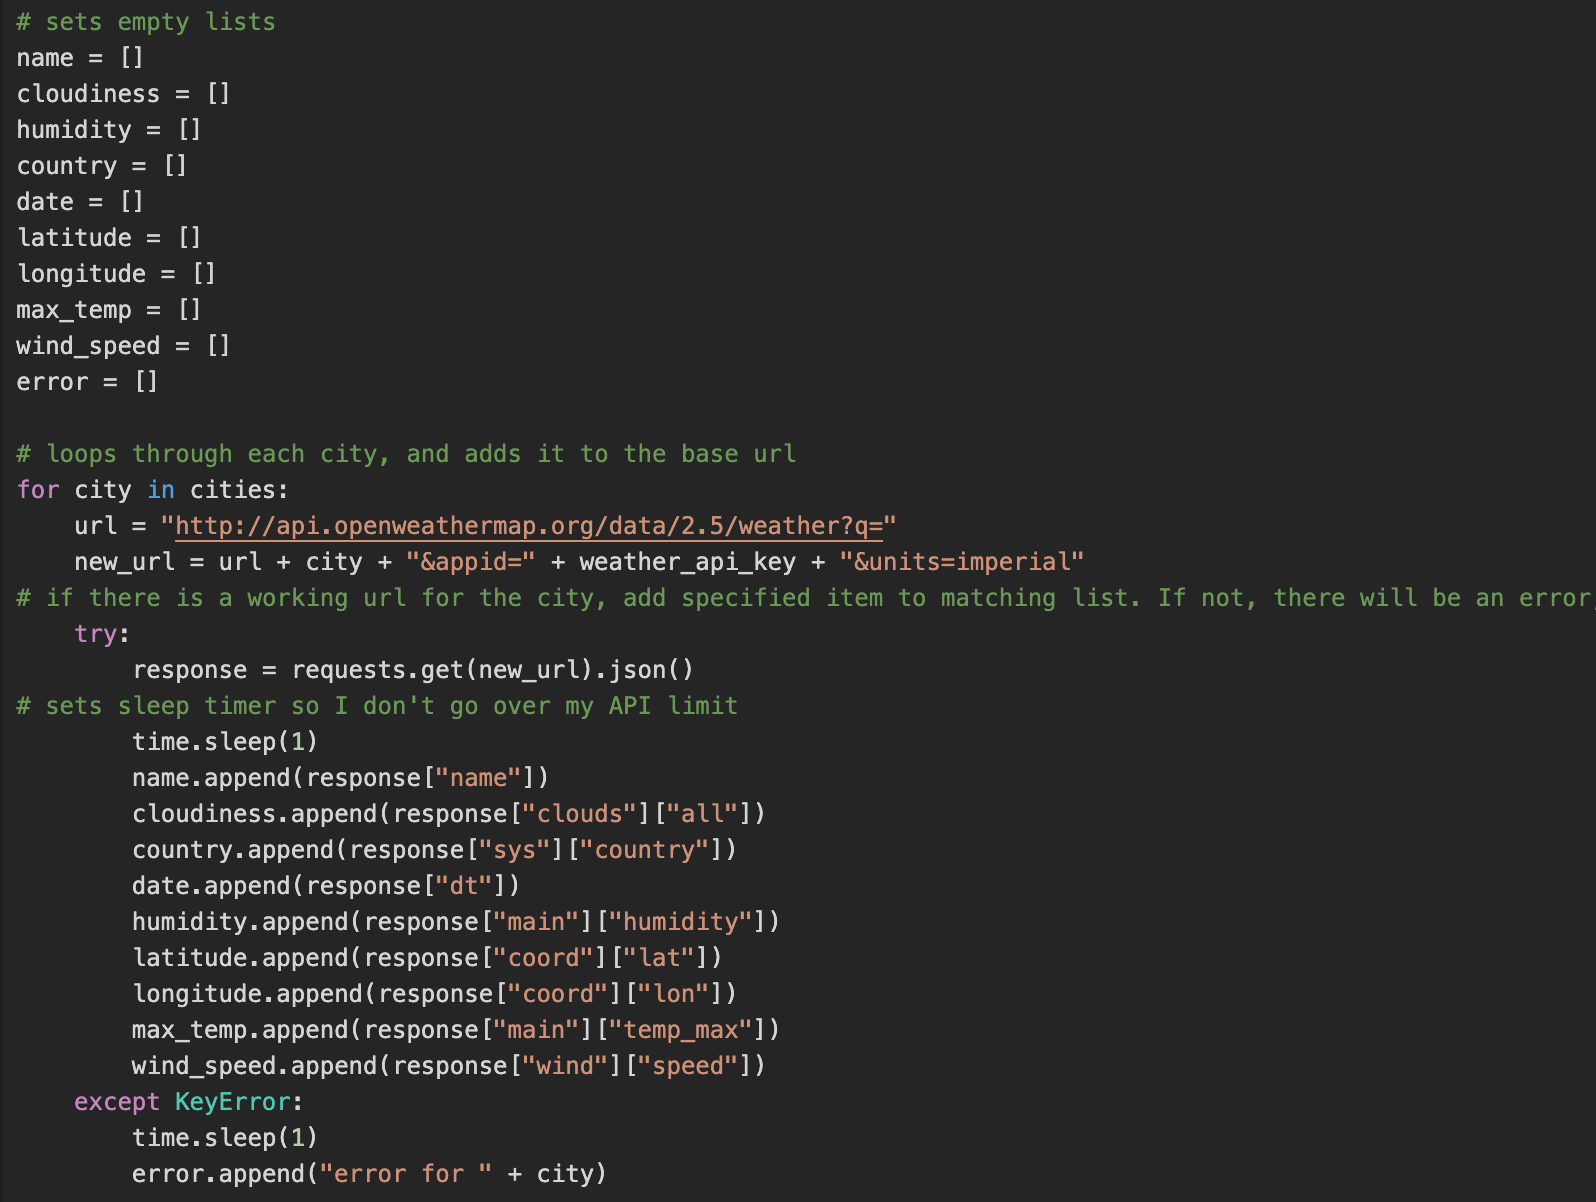 # sets empty lists
name = []
cloudiness = []
humidity = []
country = []
date = []
latitude = []
longitude = []
max_temp = []
wind_speed = []
error = []

# loops through each city, and adds it to the base url
for city in cities:
    url = "http://api.openweathermap.org/data/2.5/weather?q="
    new_url = url + city + "&appid=" + weather_api_key + "&units=imperial"
# if there is a working url for the city, add specified item to matching list. If not, there will be an error,
    try:
        response = requests.get(new_url).json()
# sets sleep timer so I don't go over my API limit
        time.sleep(1)
        name.append(response["name"])
        cloudiness.append(response["clouds"]["all"])
        country.append(response["sys"]["country"])
        date.append(response["dt"])
        humidity.append(response["main"]["humidity"])
        latitude.append(response["coord"]["lat"])
        longitude.append(response["coord"]["lon"])
        max_temp.append(response["main"]["temp_max"])
        wind_speed.append(response["wind"]["speed"])
    except KeyError:
        time.sleep(1)
        error.append("error for " + city)